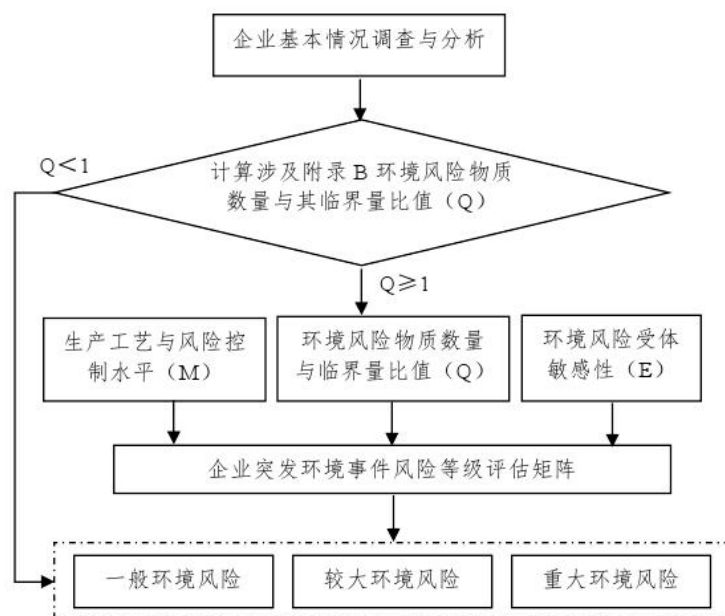 企业基本情况调查与分析
Q＜1
计算涉及附录 B 环境风险物质
数量与其临界量比值（Q）
Q≥1
生产工艺与风险控
制水平（M）
环境风险物质数量
与临界量比值（Q）
环境风险受体
敏感性（E）
企业突发环境事件风险等级评估矩阵
一般环境风险
较大环境风险
重大环境风险